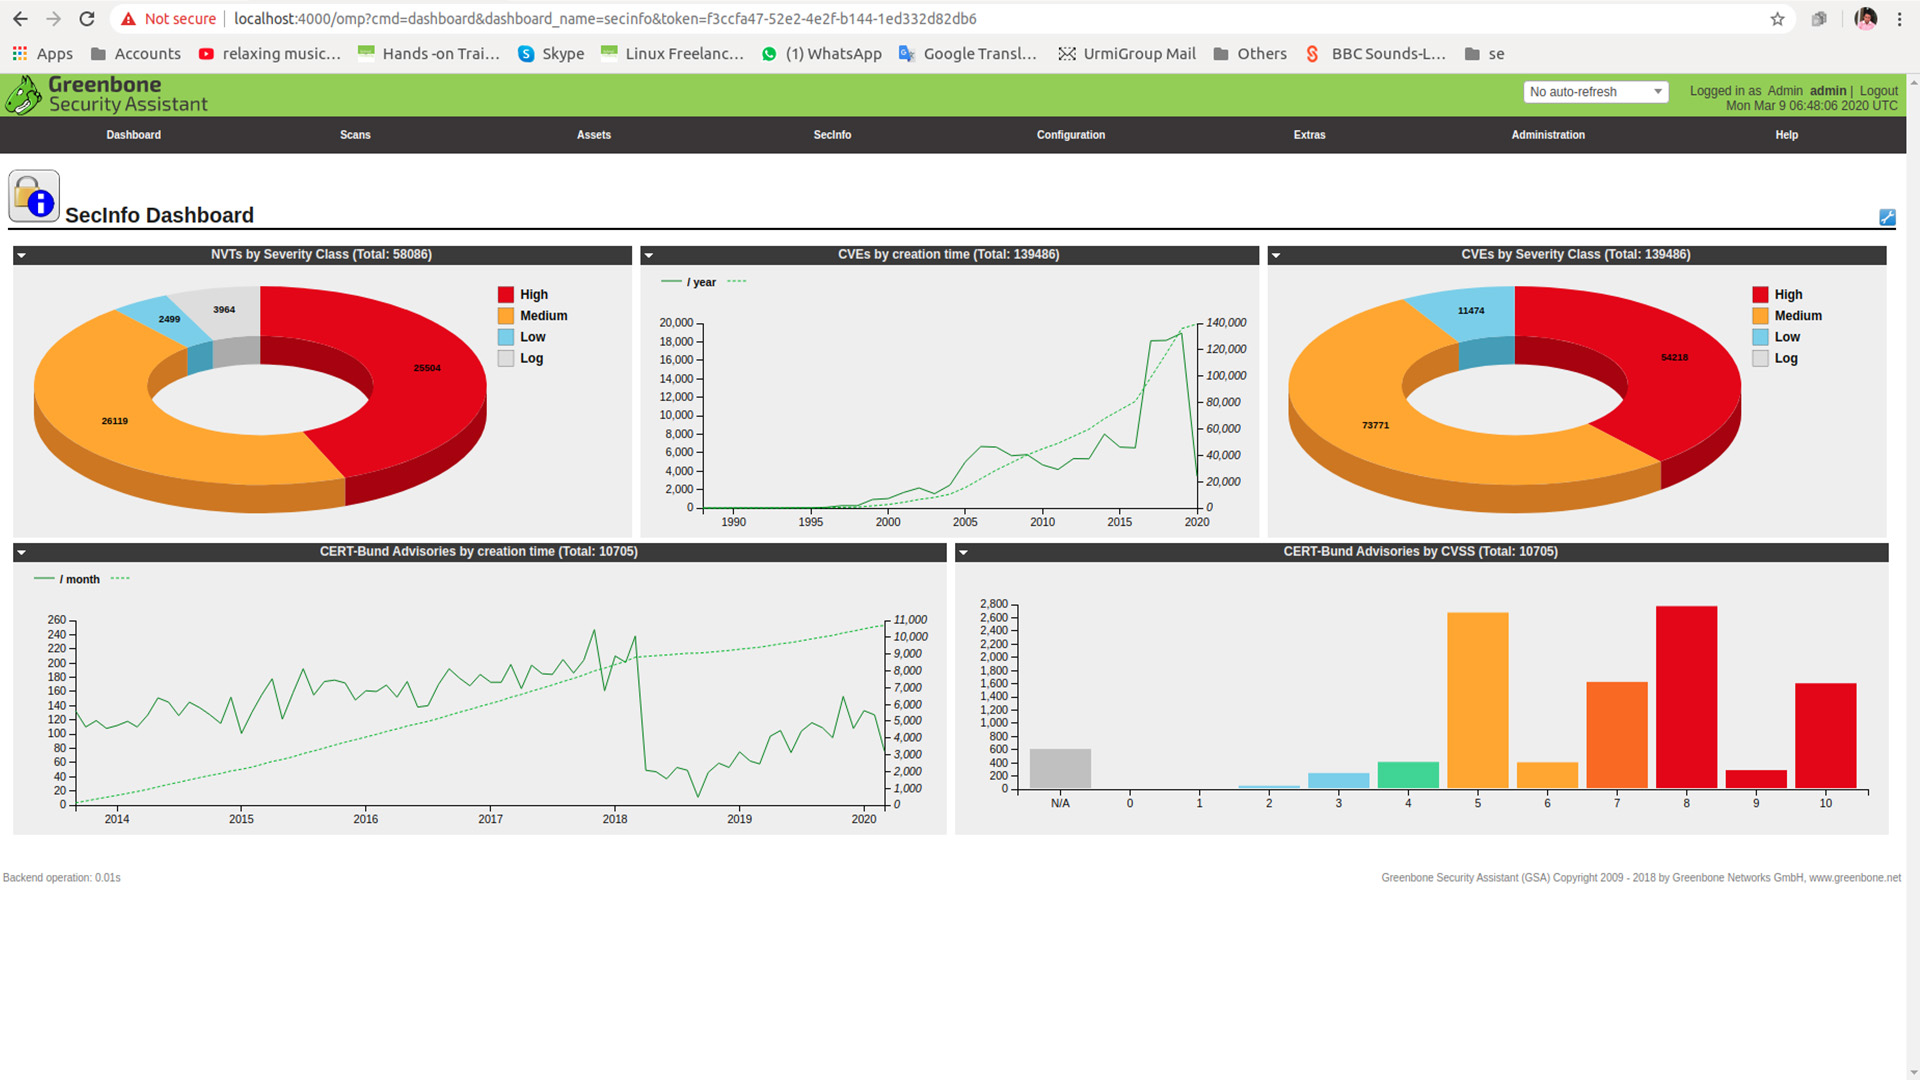 Not secure | localhost:4000/omp?cmd=dashboard&dashboard_name=secinfo&token=f3ccfa47-52e2-4e2f-b144-1ed332d82db6
Apps Accounts relaxing music... Hands -on Trai... Skype Linux Freelanc... (1) WhatsApp Google Transl... UrmiGroup Mail Others BBC Sounds-L... se
Greenbone
Security Assistant
No auto-refresh
Logged in as Admin admin | Logout
Mon Mar 9 06:48:06 2020 UTC
Dashboard Scans Assets SecInfo Configuration Extras Administration Help
SecInfo Dashboard
NVTs by Severity Class (Total: 58086)
High
Medium
Low
Log
3964
2499
25504
26119
CVEs by creation time (Total: 139486)
/ year
20,000
18,000
16,000
14,000
12,000
10,000
8,000
6,000
4,000
2,000
0
140,000
120,000
100,000
80,000
60,000
40,000
20,000
0
1990 1995 2000 2005 2010 2015 2020
CVEs by Severity Class (Total: 139486)
High
Medium
Low
Log
11474
54218
73771
CERT-Bund Advisories by creation time (Total: 10705)
/ month
260
240
220
200
180
160
140
120
100
80
60
40
20
0
11,000
10,000
9,000
8,000
7,000
6,000
5,000
4,000
3,000
2,000
1,000
0
2014 2015 2016 2017 2018 2019 2020
CERT-Bund Advisories by CVSS (Total: 10705)
2,800
2,600
2,400
2,200
2,000
1,800
1,600
1,400
1,200
1,000
800
600
400
200
0
N/A 0 1 2 3 4 5 6 7 8 9 10
Backend operation: 0.01s
Greenbone Security Assistant (GSA) Copyright 2009 - 2018 by Greenbone Networks GmbH, www.greenbone.net